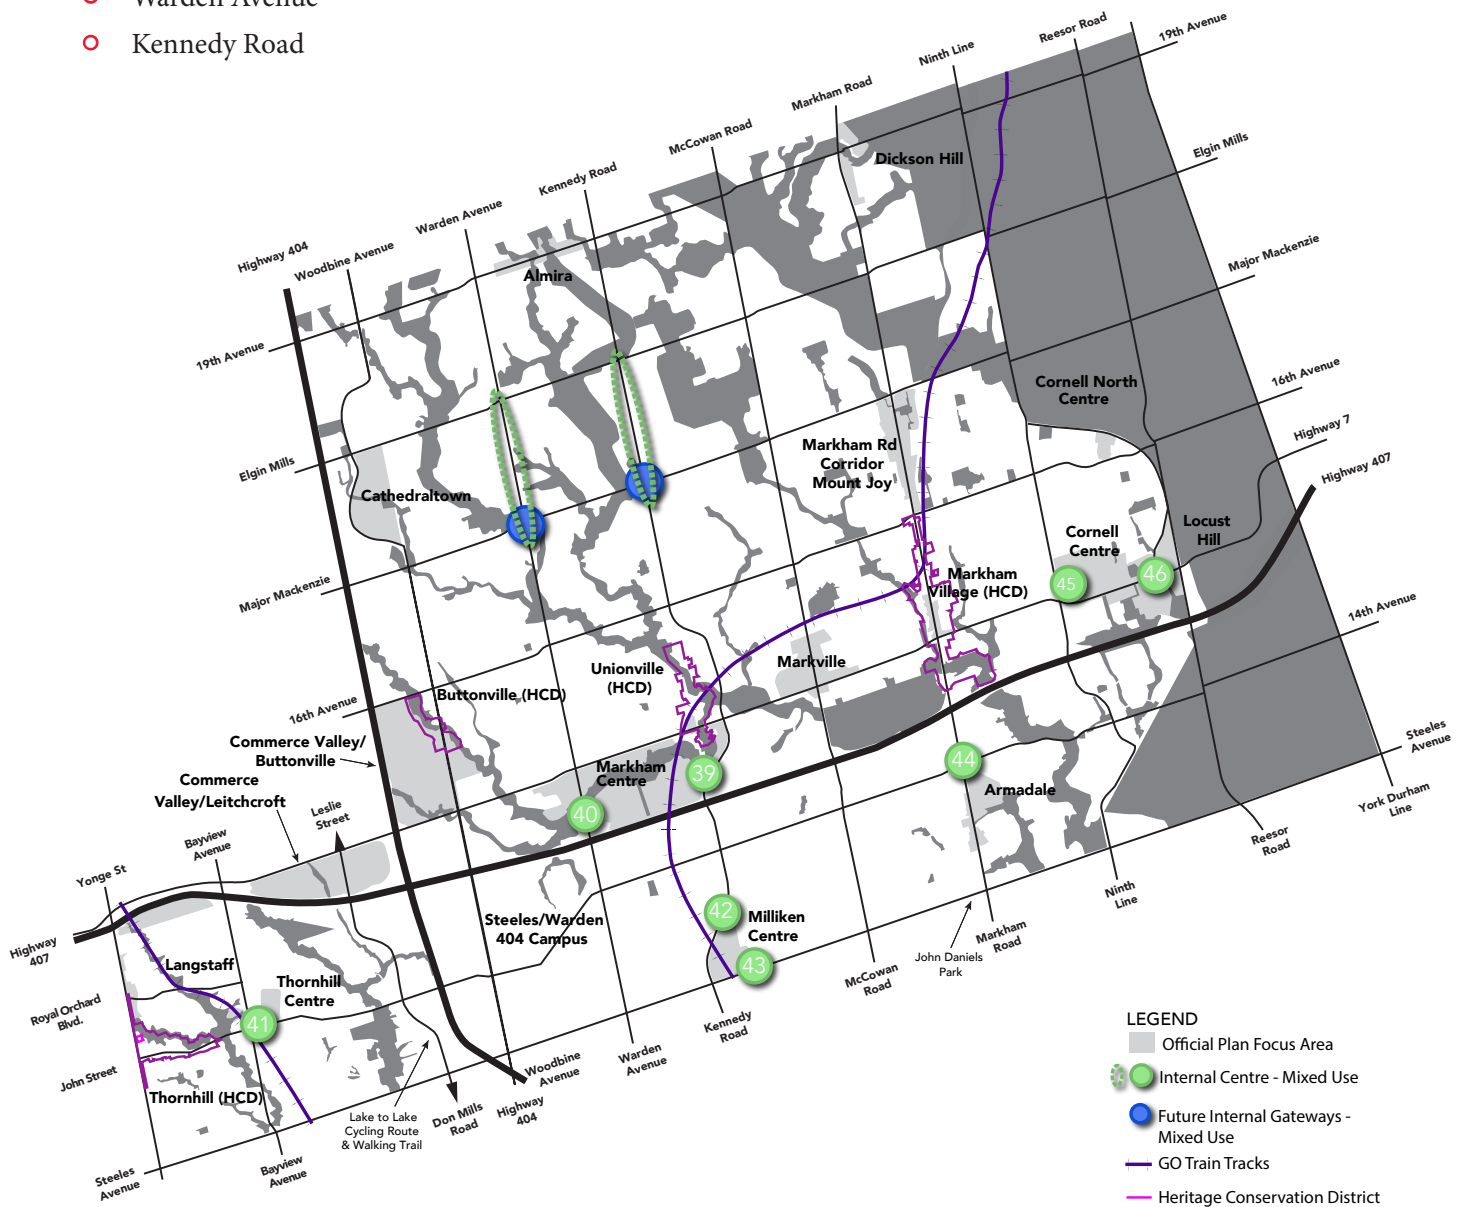 Warden Avenue
Kennedy Road
19th Avenue
Reesor Road
Ninth Line
Markham Road
McCowan Road
Kennedy Road
Warden Avenue
Highway 404
Woodbine Avenue
Dickson Hill
Elgin Mills
Almira
Major Mackenzie
19th Avenue
16th Avenue
Cornell North
Centre
Highway 7
Markham Rd
Corridor
Mount Joy
Highway 407
Elgin Mills
Cathedraltown
Cornell
Centre
Locust
Hill
Major Mackenzie
Markham
Village (HCD)
45
46
14th Avenue
Unionville
(HCD)
Markville
Buttonville (HCD)
16th Avenue
Commerce Valley/
Buttonville
Steeles
Avenue
Commerce
Valley/Leitchcroft
Markham
Centre
39
44
Armadale
York Durham
Line
Leslie
Street
40
Bayview
Avenue
Reesor
Road
Yonge St
Ninth
Line
42
Milliken
Centre
Steeles/Warden
404 Campus
Markham
Road
Highway
407
John Daniels
Park
43
Langstaff
McCowan
Road
Thornhill
Centre
Royal Orchard
Blvd.
41
Kennedy
Road
Warden
Avenue
Woodbine
Avenue
John Street
Thornhill (HCD)
Highway
404
Don Mills
Road
Lake to Lake
Cycling Route
& Walking Trail
Bayview
Avenue
Steeles
Avenue
LEGEND
Official Plan Focus Area
Internal Centre - Mixed Use
Future Internal Gateways -
Mixed Use
GO Train Tracks
Heritage Conservation District